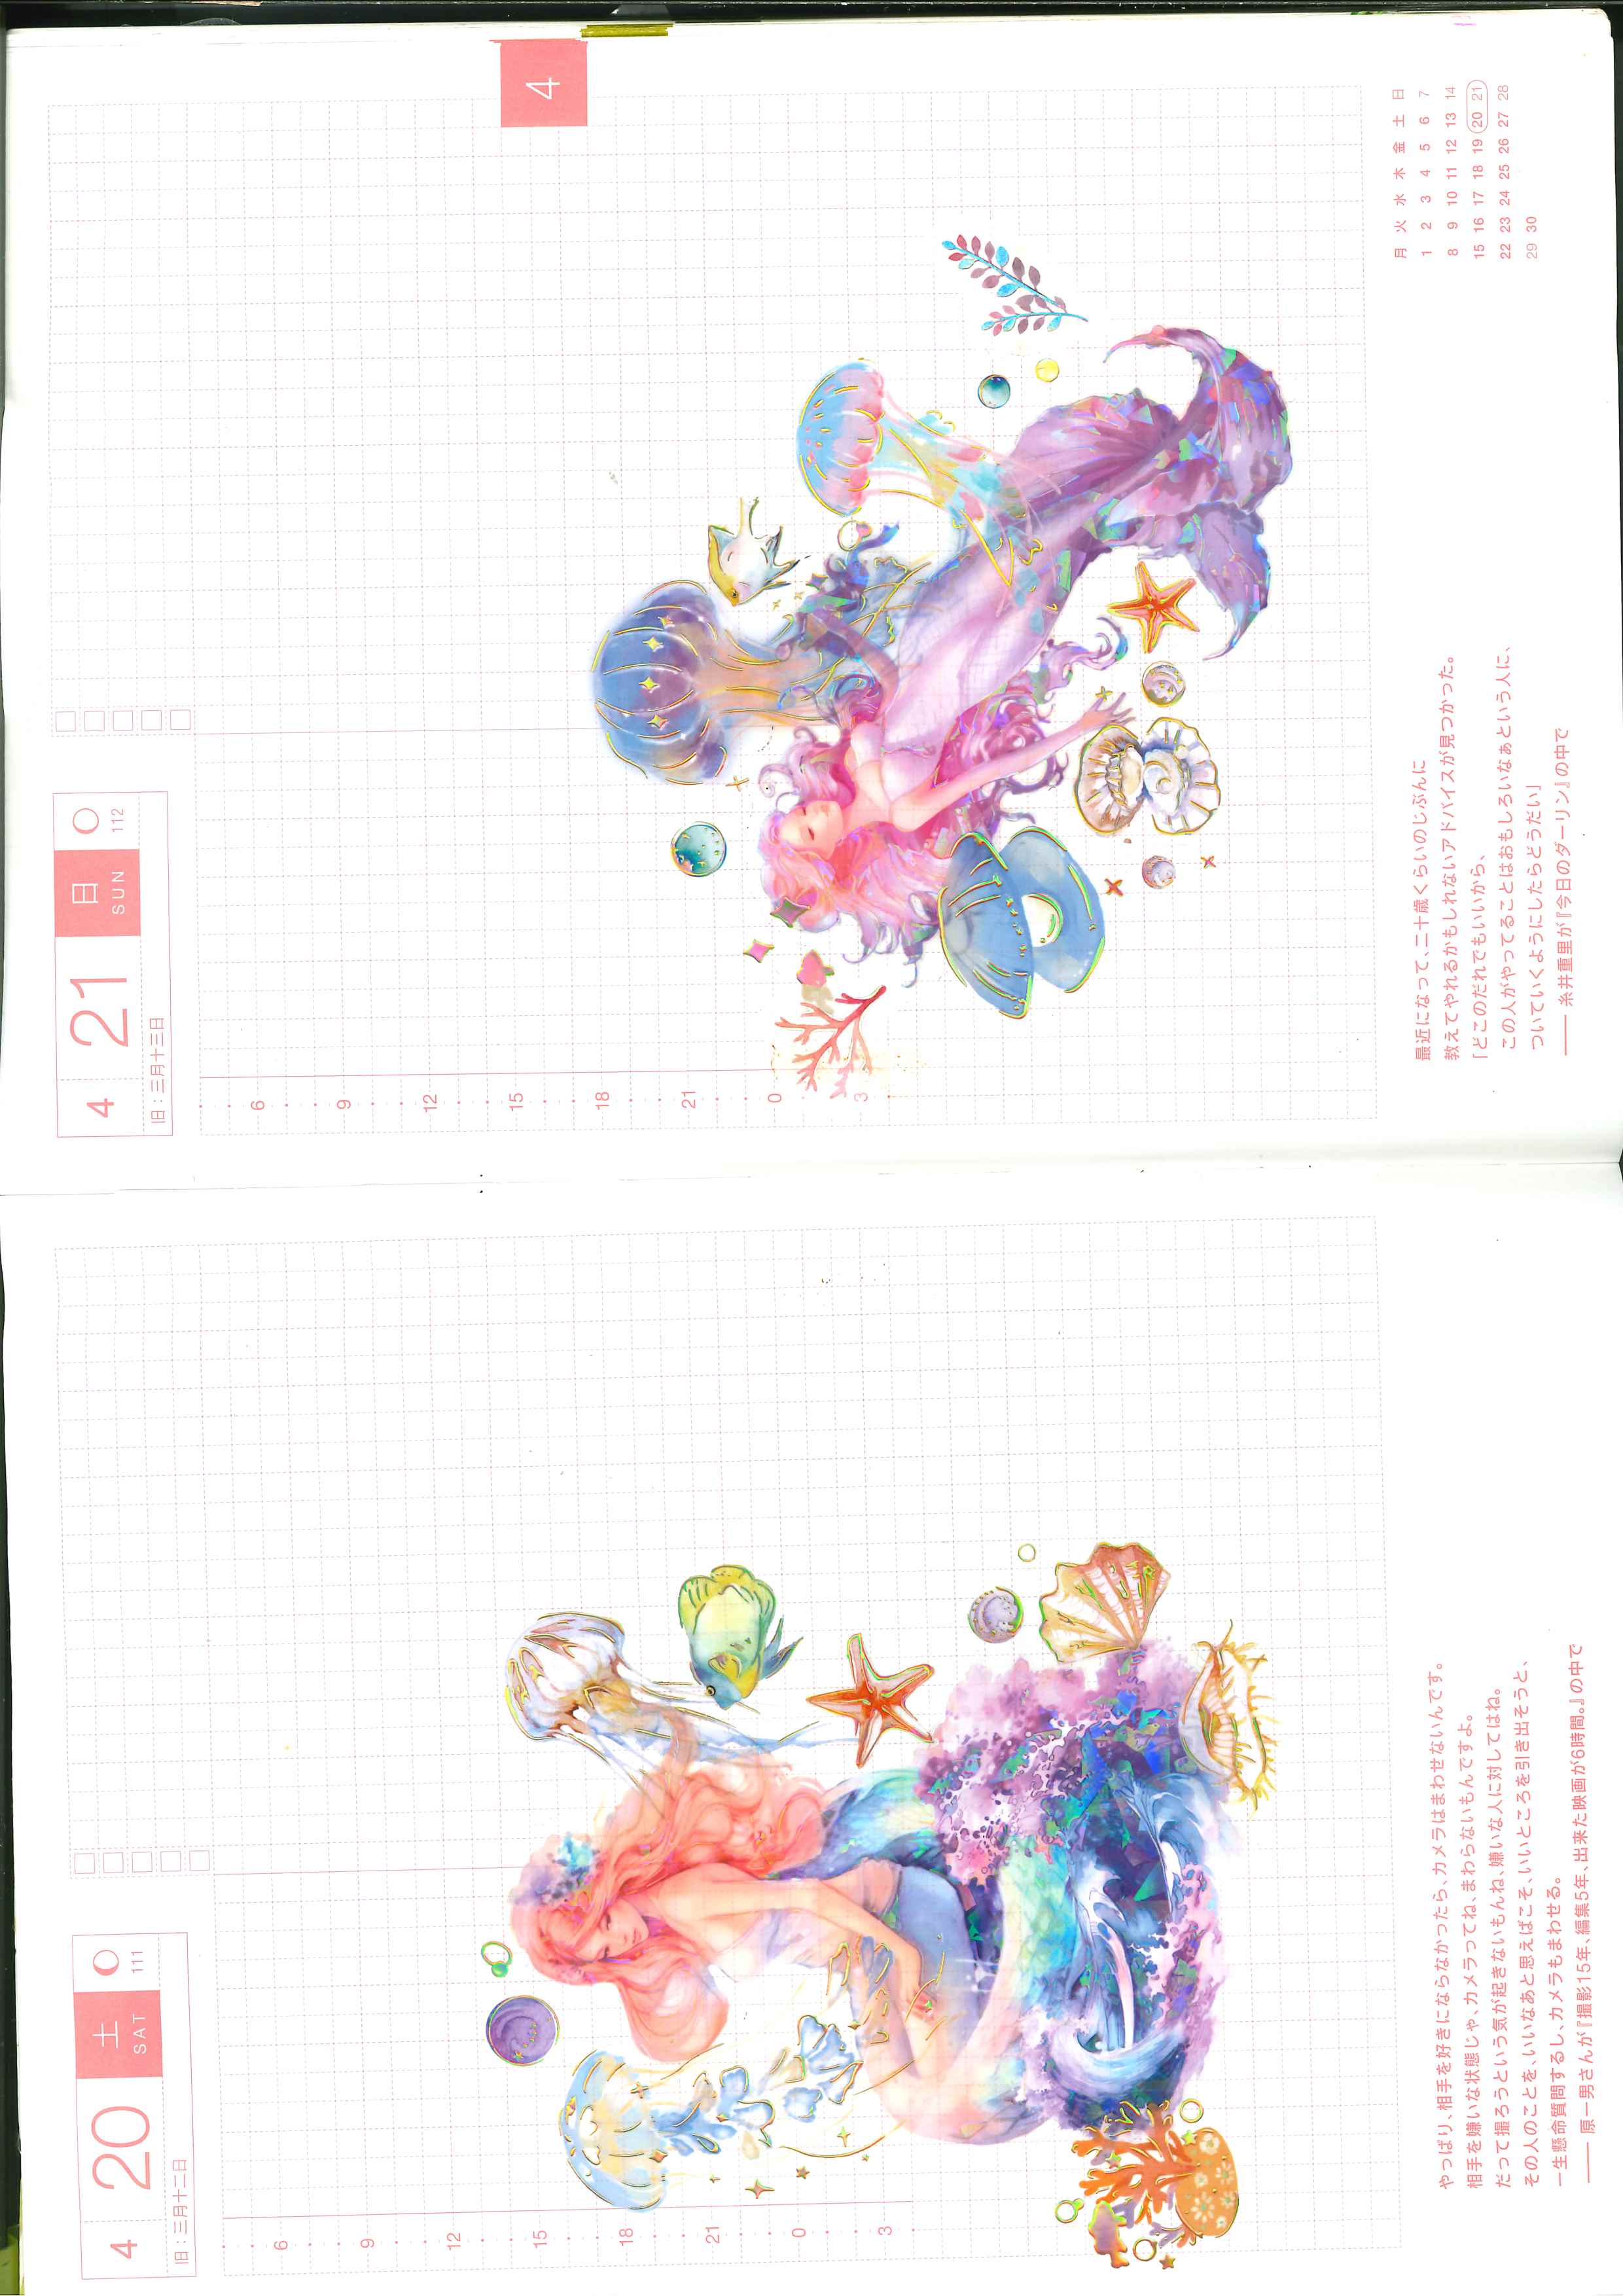 4 20 土 SAT 111
旧：三月十二日
6
9
12
15
18
21
0
3
やっぱり、相手を好きにならなかったら、カメラはまわせないんです。
相手を嫌いな状態じゃ、カメラってね、まわらないもんですよ。
だって撮ろうという気が起きないもんね、嫌いな人に対してはね。
その人のことを、いいなあと思えばこそ、いいところを引き出そうと、
一生懸命質問するし、カメラもまわせる。
—— 原一男さんが『撮影15年、編集5年、出来た映画が6時間。』の中で
4 21 日 SUN 112
旧：三月十三日
6
9
12
15
18
21
0
3
4
最近になって、二十歳くらいのじぶんに
教えてやれるかもしれないアドバイスが見つかった。
「どこのだれでもいいから、
この人がやってることはおもしろいなぁという人に、
ついていくようにしたらどうだい」
—— 糸井重里が『今日のダーリン』の中で
月 火 水 木 金 土 日
1 2 3 4 5 6 7
8 9 10 11 12 13 14
15 16 17 18 19 20 21
22 23 24 25 26 27 28
29 30